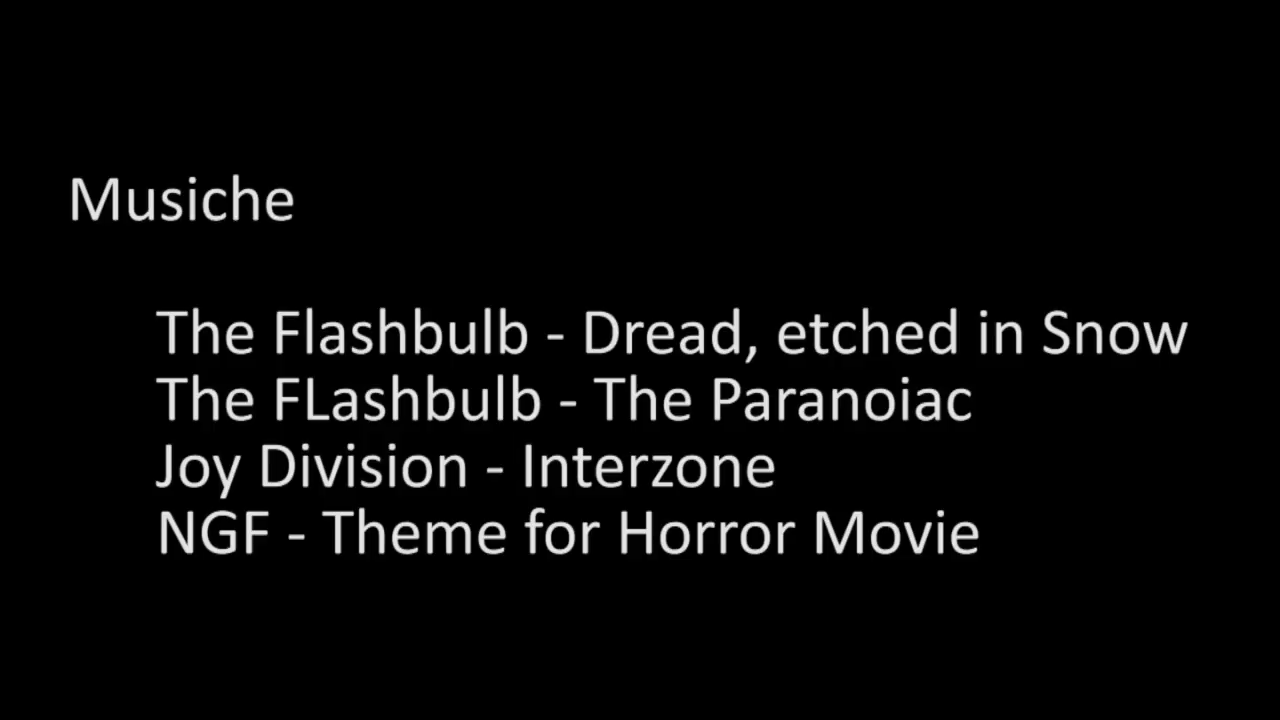 Musiche
The Flashbulb - Dread, etched in Snow
The FLashbulb - The Paranoiac
Joy Division - Interzone
NGF - Theme for Horror Movie